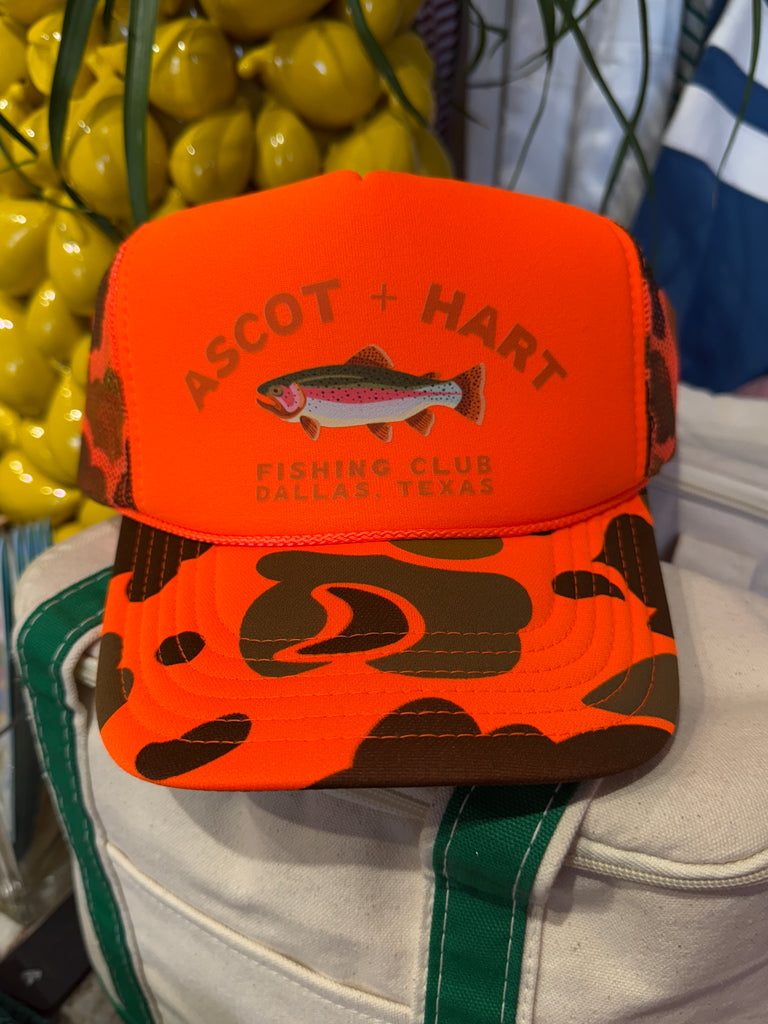 ASCOT + HART
FISHING CLUB
DALLAS, TEXAS